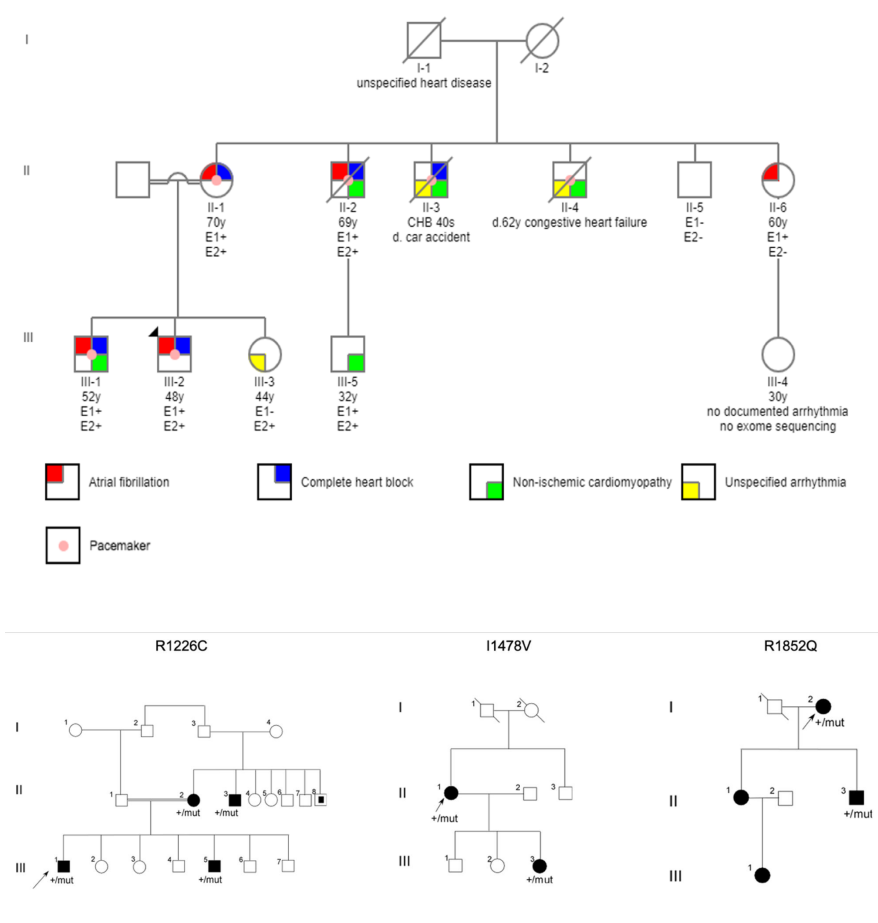 I
I-1
I-2
unspecified heart disease
II
II-1
II-2
II-3
II-4
II-5
II-6
70y
69y
CHB 40s
d.62y congestive heart failure
E1-
60y
E1+
E1+
d. car accident
E2-
E1+
E2+
E2+
E2-
III
III-1
III-2
III-3
III-5
III-4
52y
48y
44y
32y
30y
E1+
E1+
E1-
E1+
no documented arrhythmia
E2+
E2+
E2+
E2+
no exome sequencing
Atrial fibrillation
Complete heart block
Non-ischemic cardiomyopathy
Unspecified arrhythmia
Pacemaker
R1226C
I
1
2
3
4
II
1
2
3
4
5
6
7
8
+/mut
+/mut
III
1
2
3
4
5
6
7
+/mut
+/mut
I1478V
I
1
2
II
1
2
3
+/mut
III
1
2
3
+/mut
R1852Q
I
1
2
+/mut
II
1
2
3
+/mut
III
1